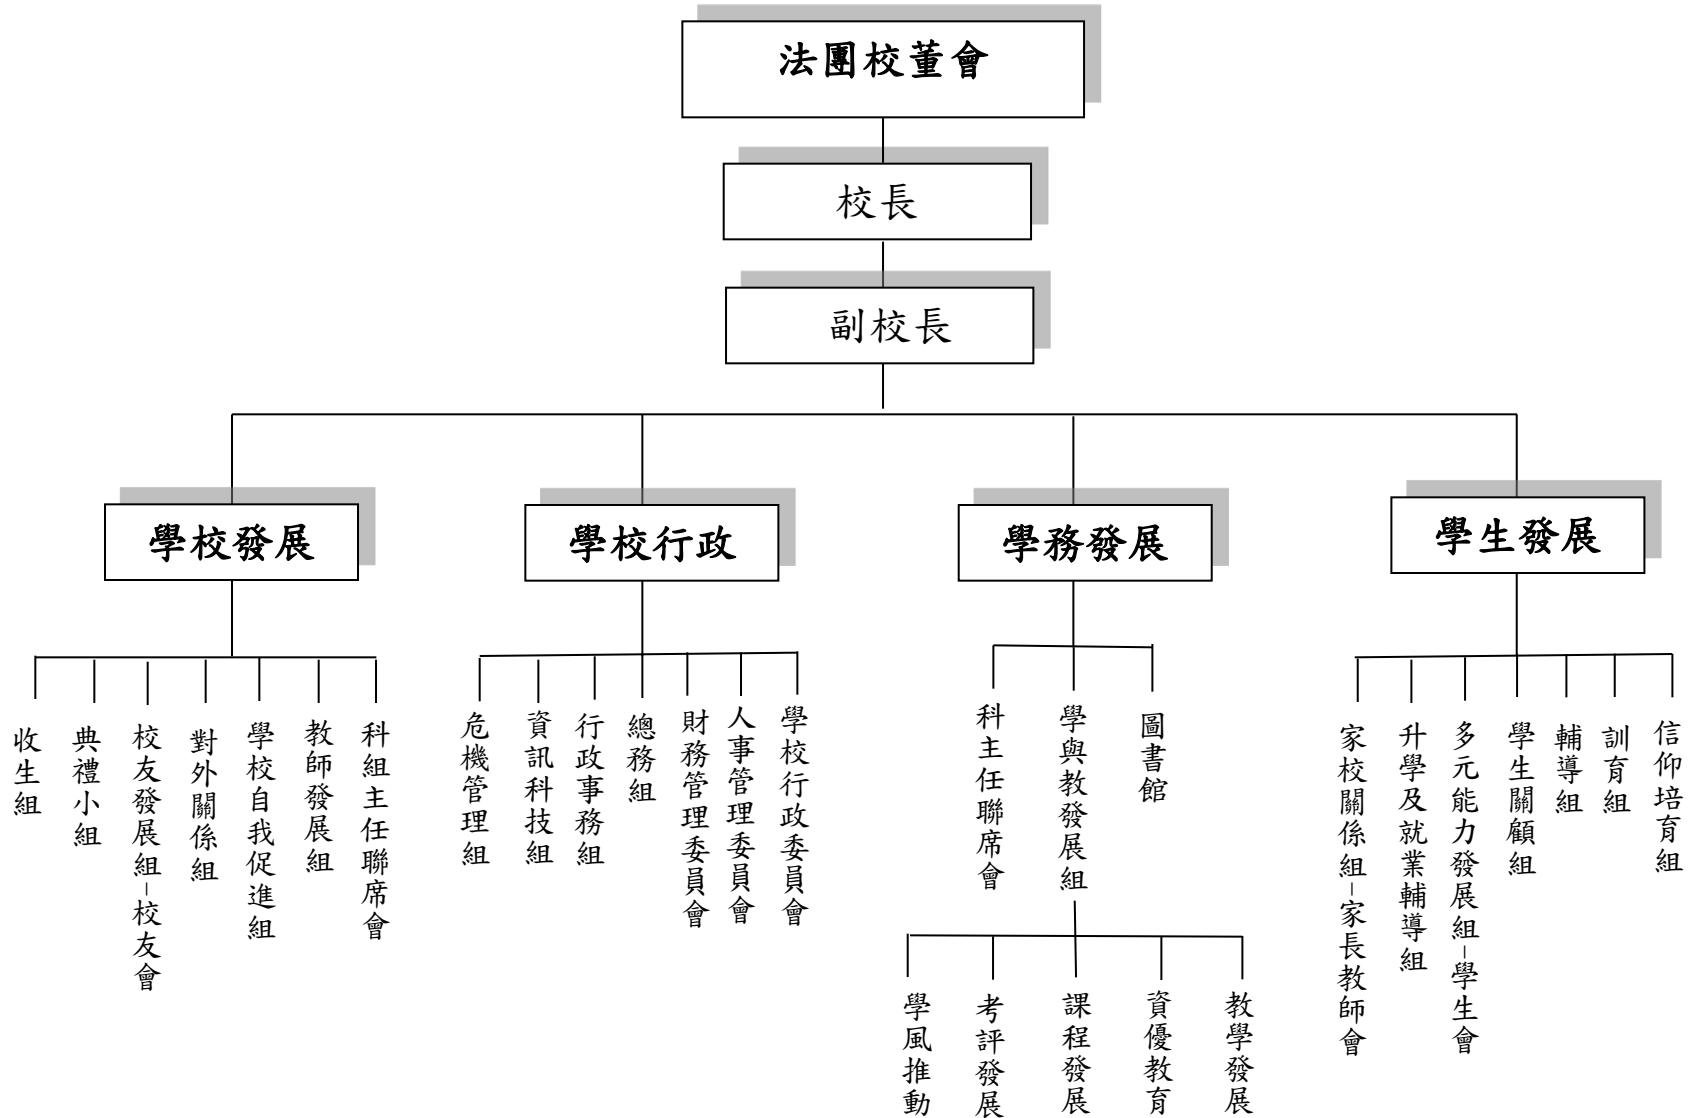 法團校董會
校長
副校長
學校發展
學校行政
學務發展
學生發展
收生組
典禮小組
校友發展組-校友會
對外關係組
學校自我促進組
教師發展組
科組主任聯席會
危機管理組
資訊科技組
行政事務組
總務組
財務管理委員會
人事管理委員會
學校行政委員會
科主任聯席會
學與教發展組
圖書館
家校關係組-家長教師會
升學及就業輔導組
多元能力發展組-學生會
學生關顧組
輔導組
訓育組
信仰培育組
學風推動
考評發展
課程發展
資優教育
教學發展